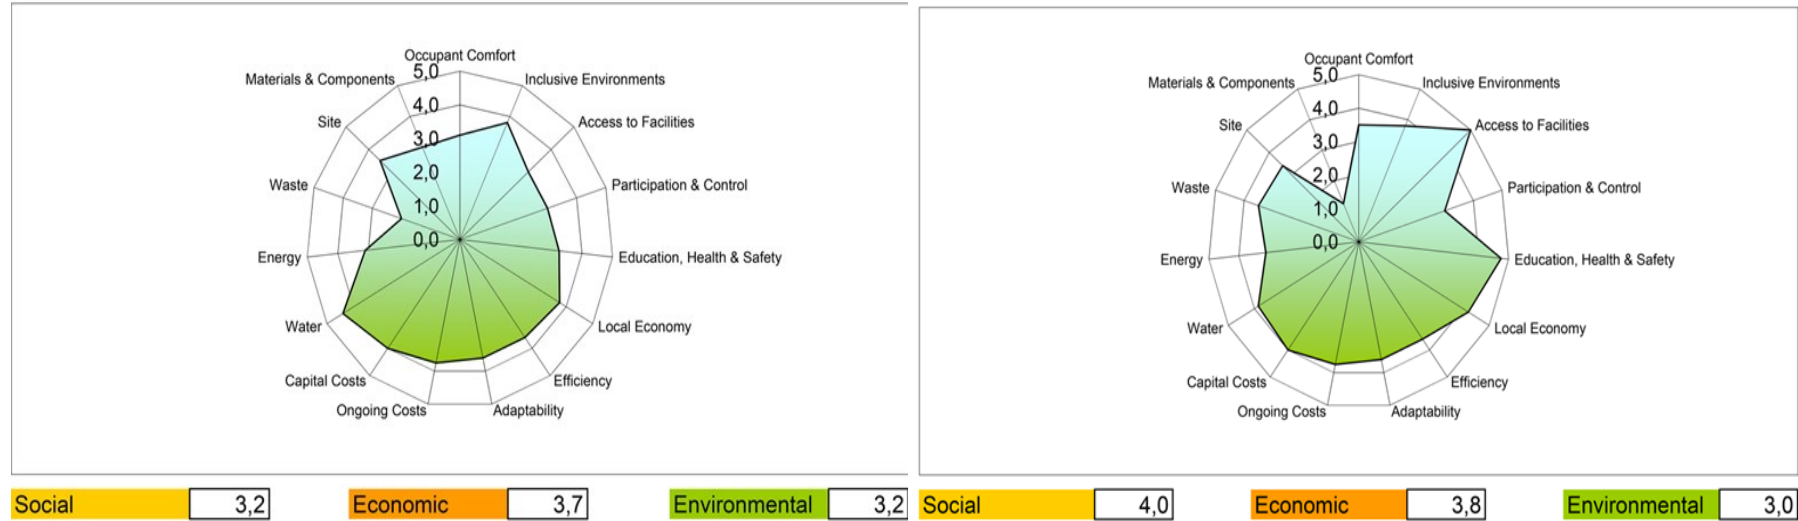 Occupant Comfort
5,0
Inclusive Environments
Materials & Components
4,0
Site
Access to Facilities
3,0
2,0
Waste
Participation & Control
1,0
0,0
Energy
Education, Health & Safety
Water
Local Economy
Capital Costs
Efficiency
Ongoing Costs
Adaptability
Social 3,2
Economic 3,7
Environmental 3,2
Occupant Comfort
5,0
Inclusive Environments
Materials & Components
4,0
Site
Access to Facilities
3,0
2,0
Waste
Participation & Control
1,0
0,0
Energy
Education, Health & Safety
Water
Local Economy
Capital Costs
Efficiency
Ongoing Costs
Adaptability
Social 4,0
Economic 3,8
Environmental 3,0